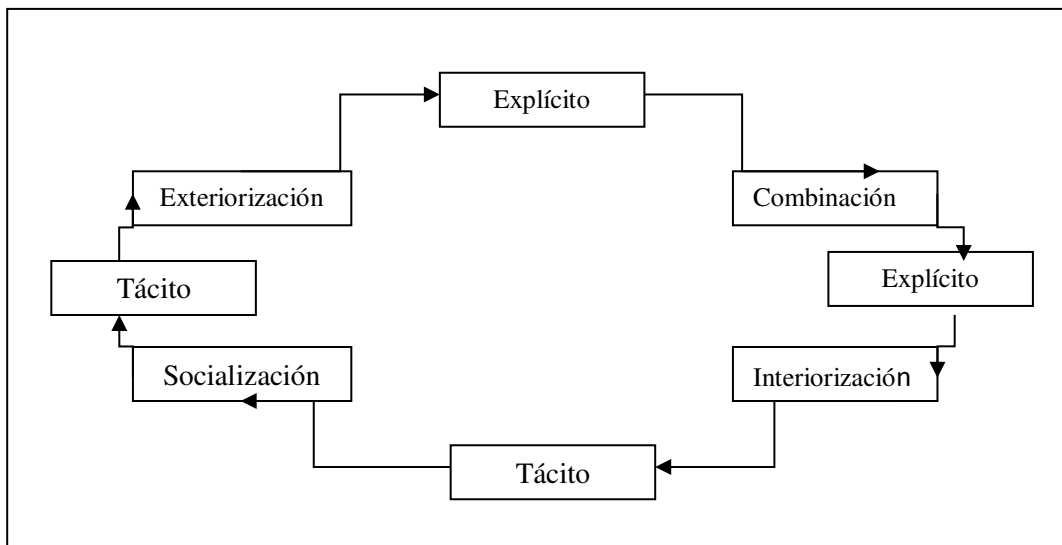 Explícito
Exteriorización
Combinación
Tácito
Explícito
Socialización
Interiorización
Tácito